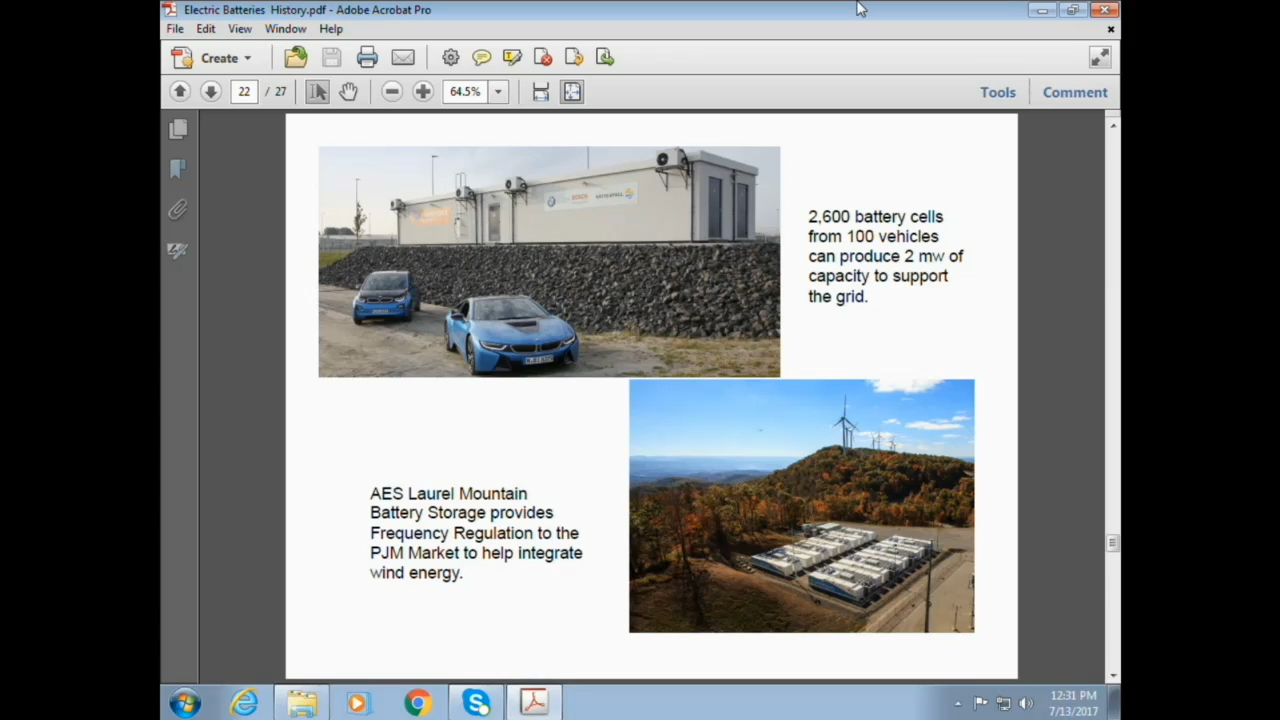 Electric Batteries History.pdf - Adobe Acrobat Pro
File Edit View Window Help
Create
22 / 27
64.5%
Tools Comment
BOSCH
2,600 battery cells
from 100 vehicles
can produce 2 mw of
capacity to support
the grid.
AES Laurel Mountain
Battery Storage provides
Frequency Regulation to the
PJM Market to help integrate
wind energy.
12:31 PM
7/13/2017